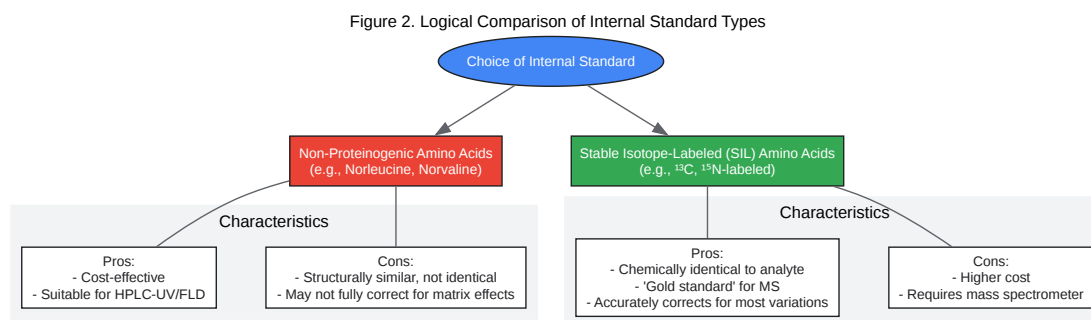 Figure 2. Logical Comparison of Internal Standard Types
Choice of Internal Standard
Non-Proteinogenic Amino Acids
(e.g., Norleucine, Norvaline)
Stable Isotope-Labeled (SIL) Amino Acids
(e.g., ¹³C, ¹⁵N-labeled)
Characteristics
Pros:
- Cost-effective
- Suitable for HPLC-UV/FLD
Cons:
- Structurally similar, not identical
- May not fully correct for matrix effects
Characteristics
Pros:
- Chemically identical to analyte
- 'Gold standard' for MS
- Accurately corrects for most variations
Cons:
- Higher cost
- Requires mass spectrometer